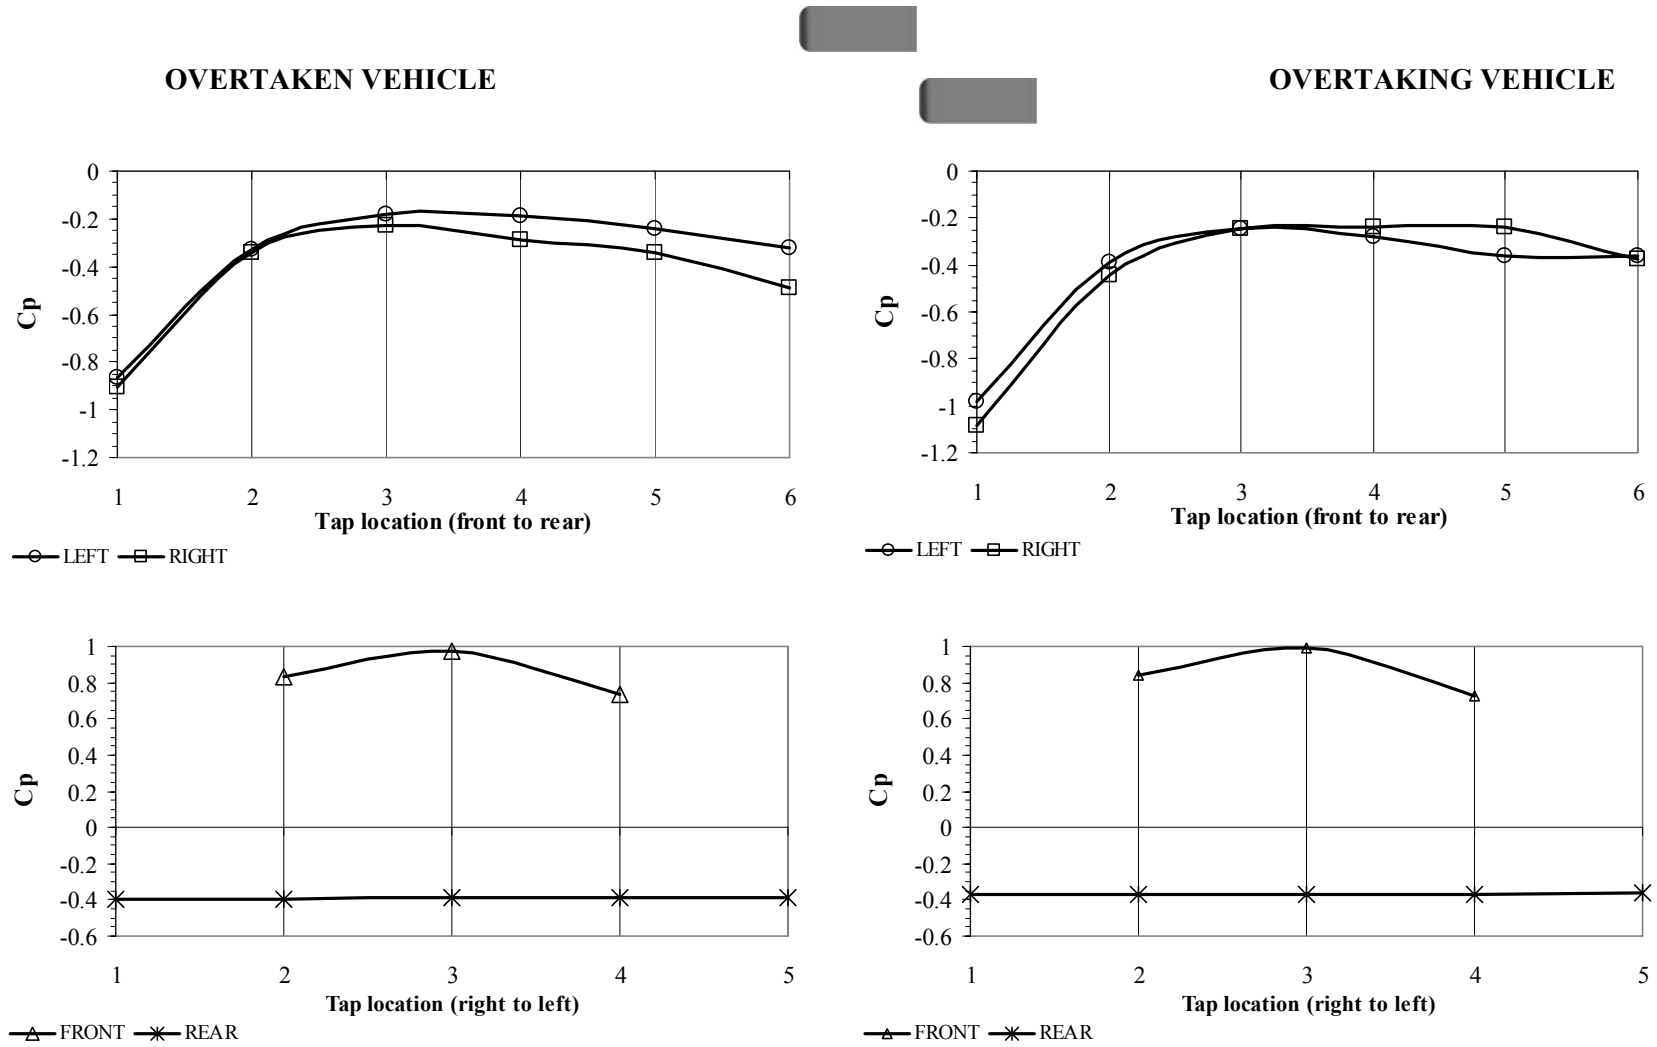 OVERTAKEN VEHICLE
OVERTAKING VEHICLE
0
-0.2
-0.4
-0.6
-0.8
-1
-1.2
Cp
1 2 3 4 5 6
Tap location (front to rear)
LEFT RIGHT
0
-0.2
-0.4
-0.6
-0.8
-1
-1.2
Cp
1 2 3 4 5 6
Tap location (front to rear)
LEFT RIGHT
1
0.8
0.6
0.4
0.2
0
-0.2
-0.4
-0.6
Cp
1 2 3 4 5
Tap location (right to left)
FRONT REAR
1
0.8
0.6
0.4
0.2
0
-0.2
-0.4
-0.6
Cp
1 2 3 4 5
Tap location (right to left)
FRONT REAR